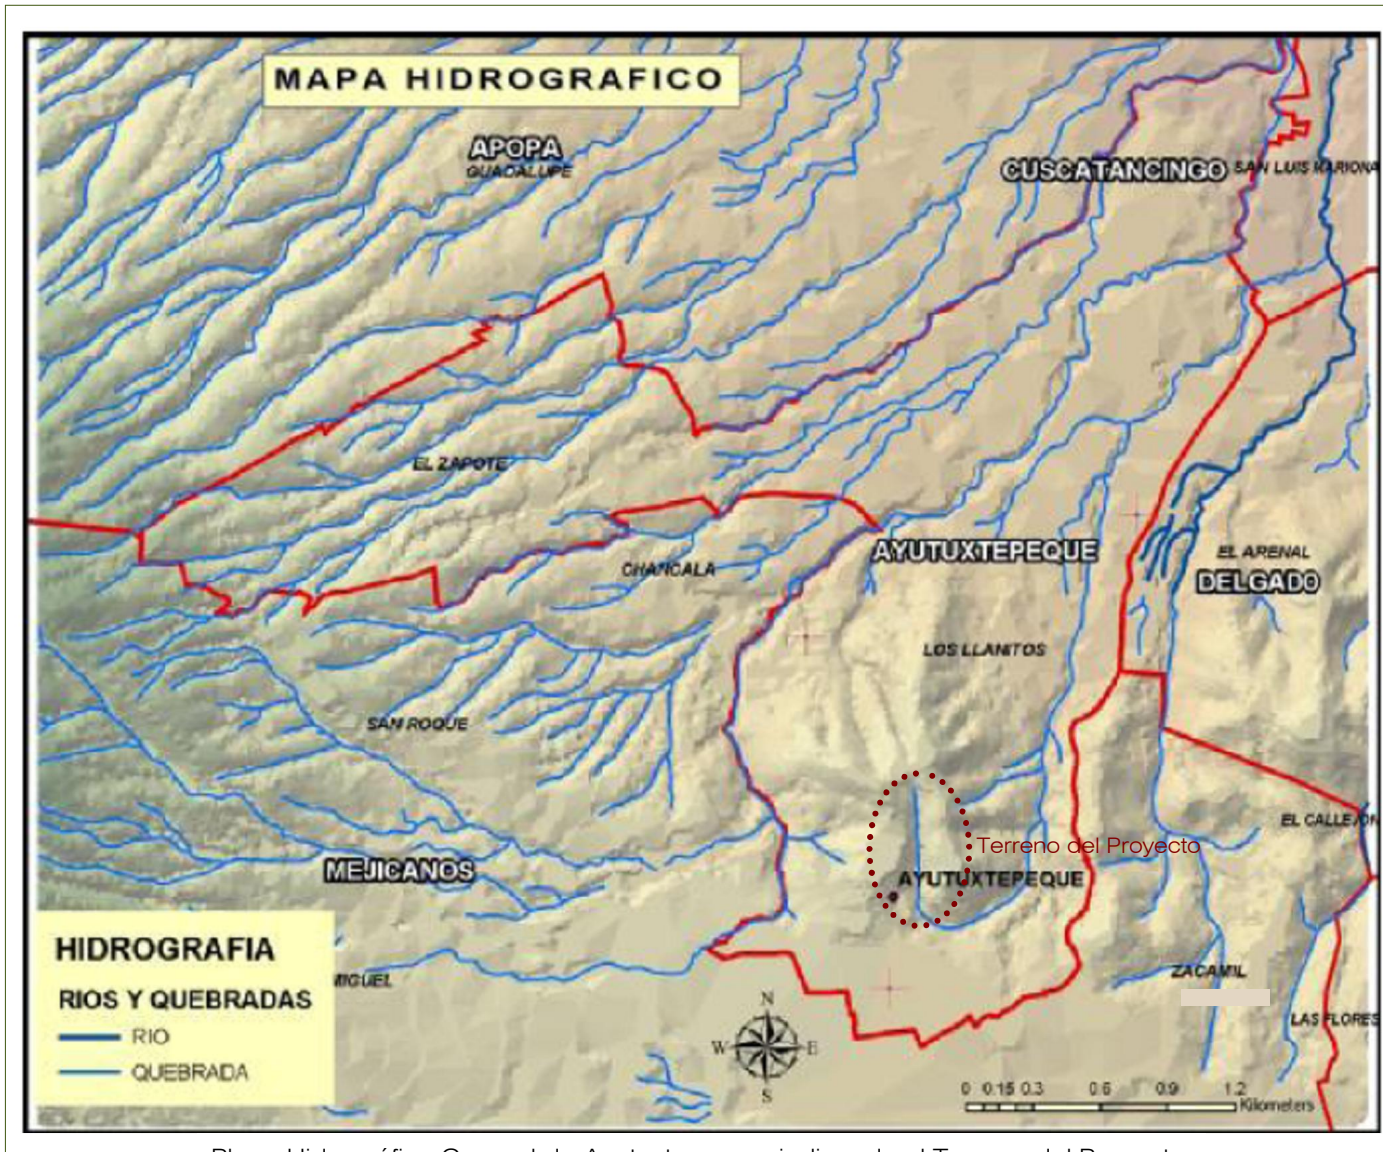 MAPA HIDROGRAFICO
APOPA
GUADALUPE
CUSCATANCINGO
SAN LUIS MARIONA
EL ZAPOTE
CHANCALA
AYUTUXTEPEQUE
EL ARENAL
DELGADO
LOS LLANITOS
SAN ROQUE
EL CALLEJON
Terreno del Proyecto
MEJICANOS
AYUTUXTEPEQUE
HIDROGRAFIA
MIGUEL
ZACAMIL
RIOS Y QUEBRADAS
N
LAS FLORES
RIO
W
E
QUEBRADA
S
0 0.15 0.3 0.6 0.9 1.2
Kilometers